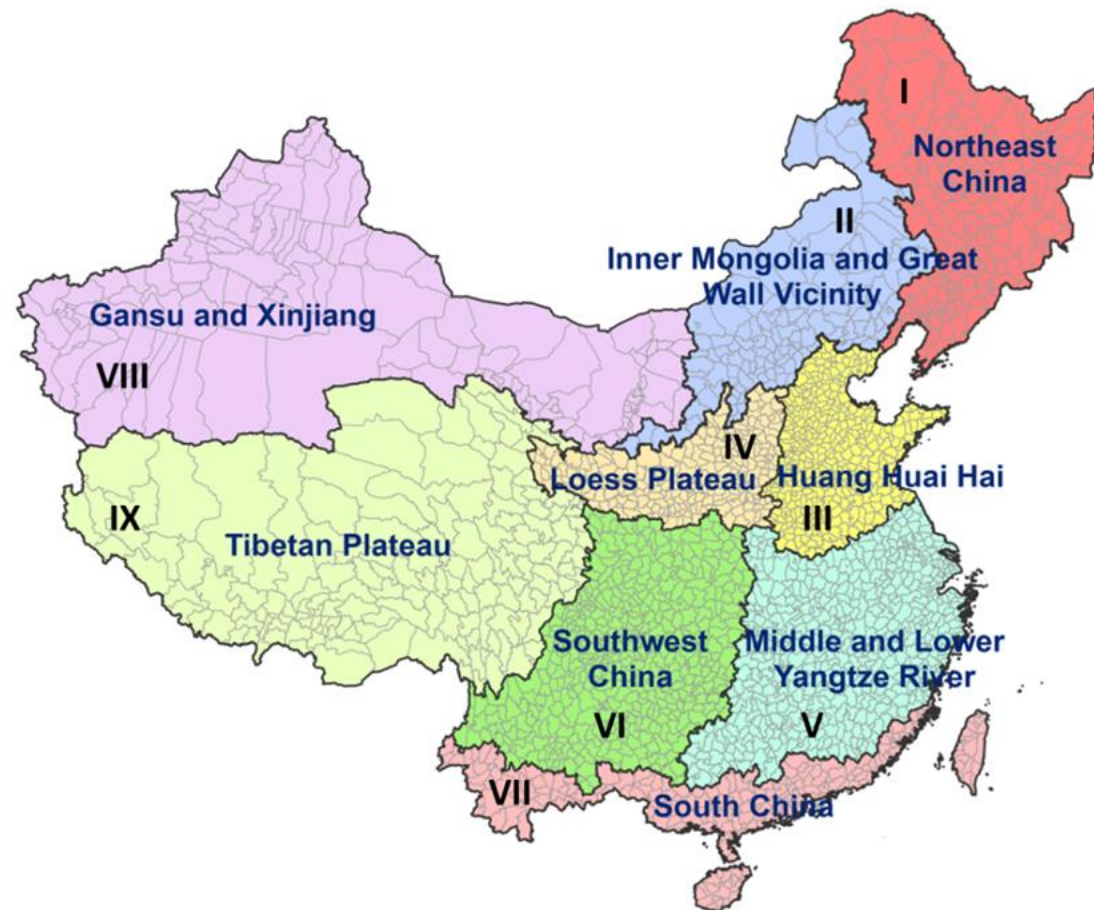 I
Northeast
China
II
Inner Mongolia and Great
Wall Vicinity
Gansu and Xinjiang
VIII
IV
Loess Plateau
Huang Huai Hai
III
IX
Tibetan Plateau
Southwest
China
VI
Middle and Lower
Yangtze River
V
VII
South China